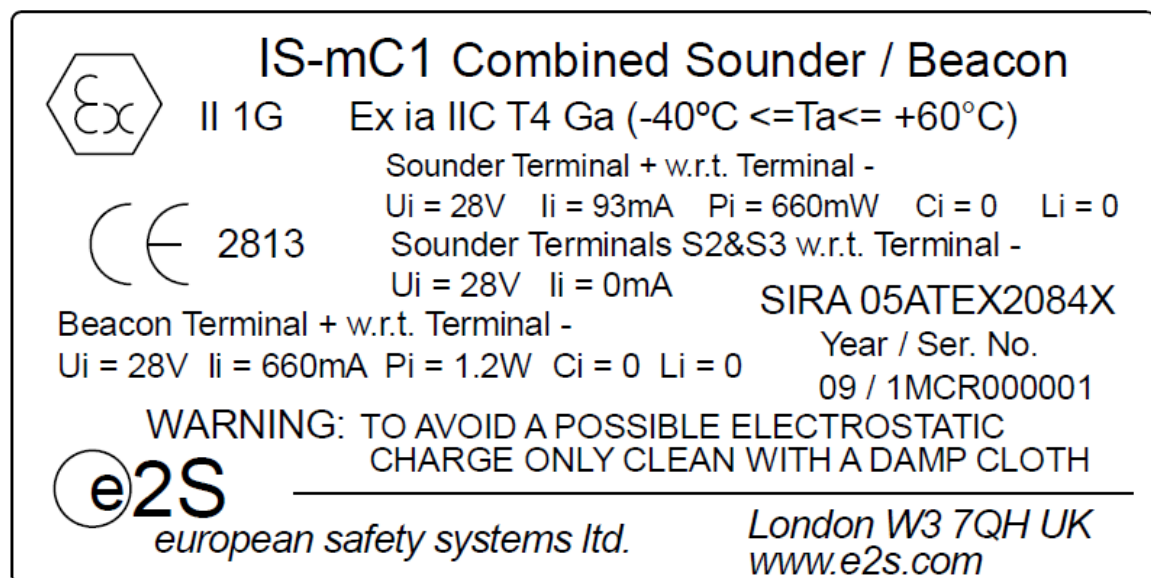 IS-mC1 Combined Sounder / Beacon
Ex II 1G Ex ia IIC T4 Ga (-40ºC <=Ta<= +60°C)
Sounder Terminal + w.r.t. Terminal -
Ui = 28V Ii = 93mA Pi = 660mW Ci = 0 Li = 0
CE 2813
Sounder Terminals S2&S3 w.r.t. Terminal -
Ui = 28V Ii = 0mA
SIRA 05ATEX2084X
Beacon Terminal + w.r.t. Terminal -
Ui = 28V Ii = 660mA Pi = 1.2W Ci = 0 Li = 0
Year / Ser. No.
09 / 1MCR000001
WARNING: TO AVOID A POSSIBLE ELECTROSTATIC
CHARGE ONLY CLEAN WITH A DAMP CLOTH
e2S
european safety systems ltd.
London W3 7QH UK
www.e2s.com